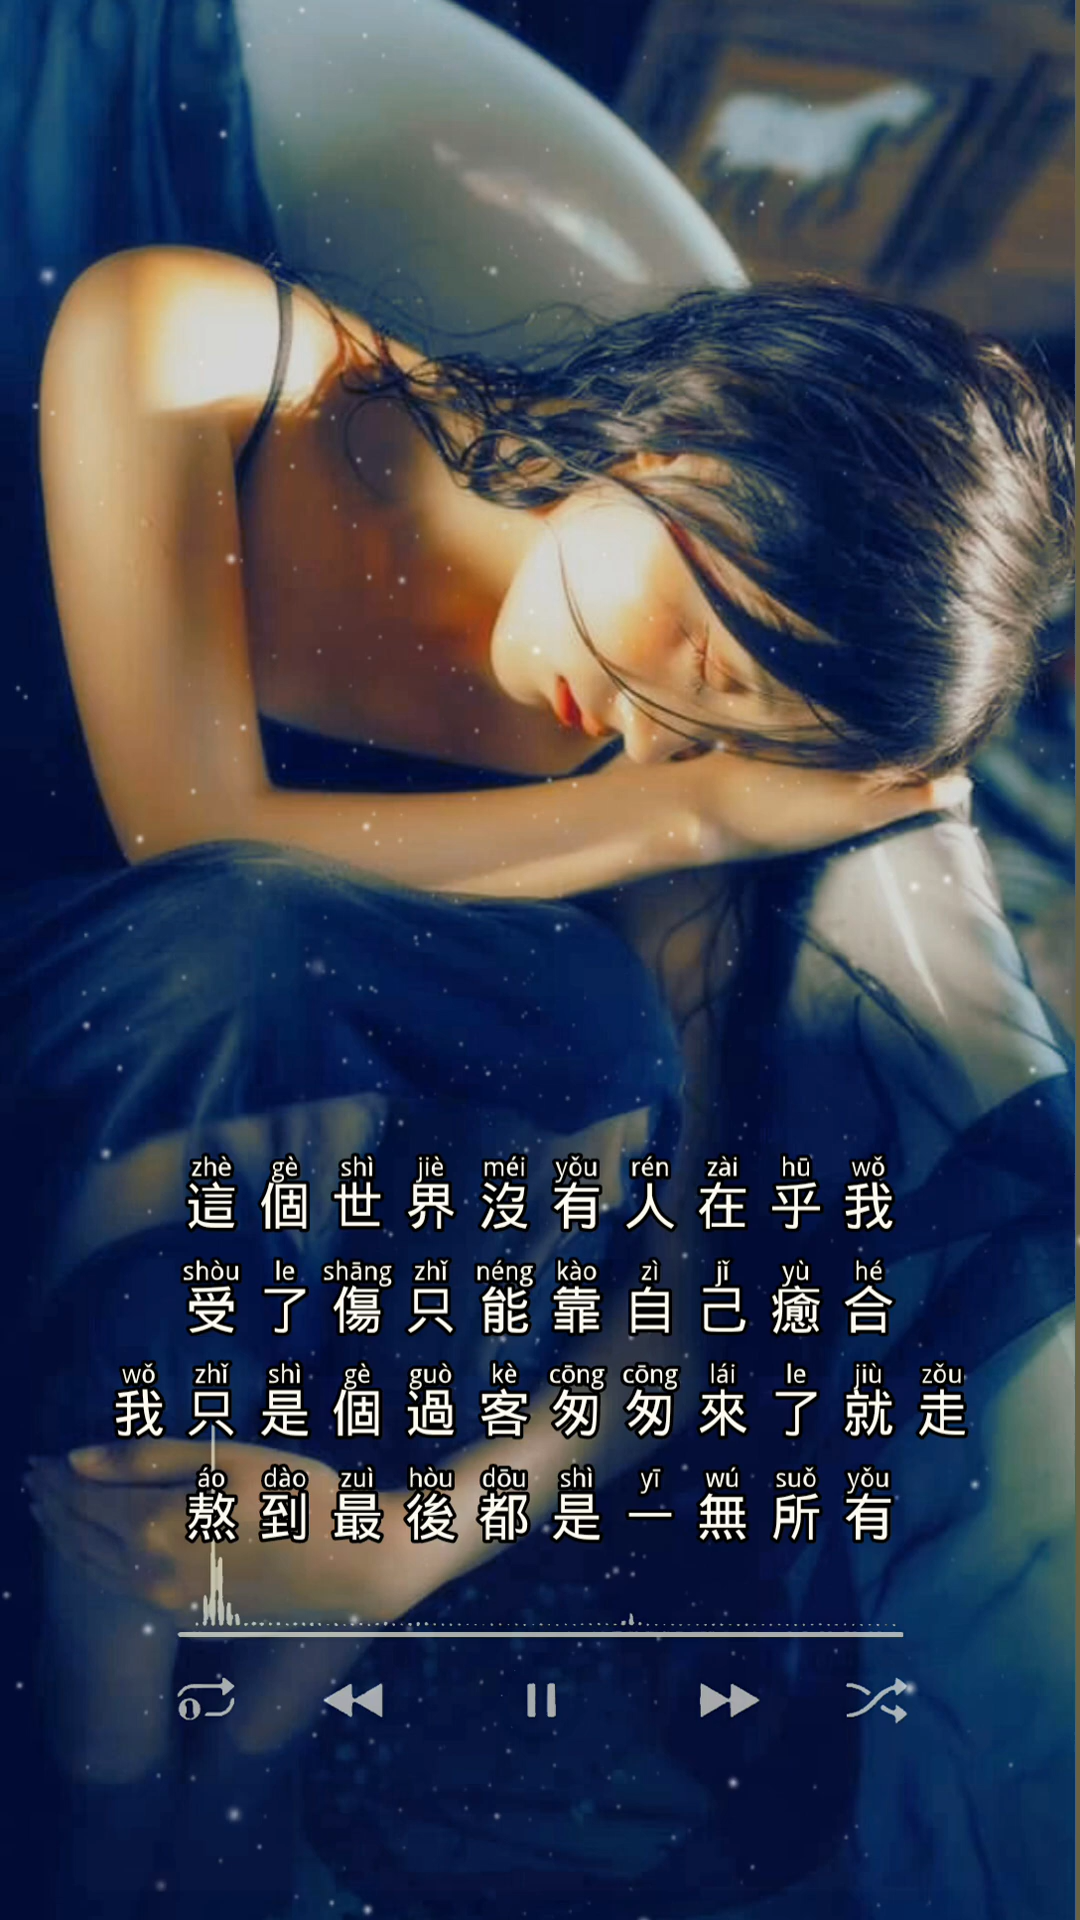 zhè gè shì jiè méi yǒu rén zài hū wǒ
這個世界沒有人在乎我
shòu le shāng zhǐ néng kào zì jǐ yù hé
受了傷只能靠自己癒合
wǒ zhǐ shì gè guò kè cōng cōng lái le jiù zǒu
我只是個過客匆匆來了就走
áo dào zuì hòu dōu shì yī wú suǒ yǒu
熬到最後都是一無所有
1